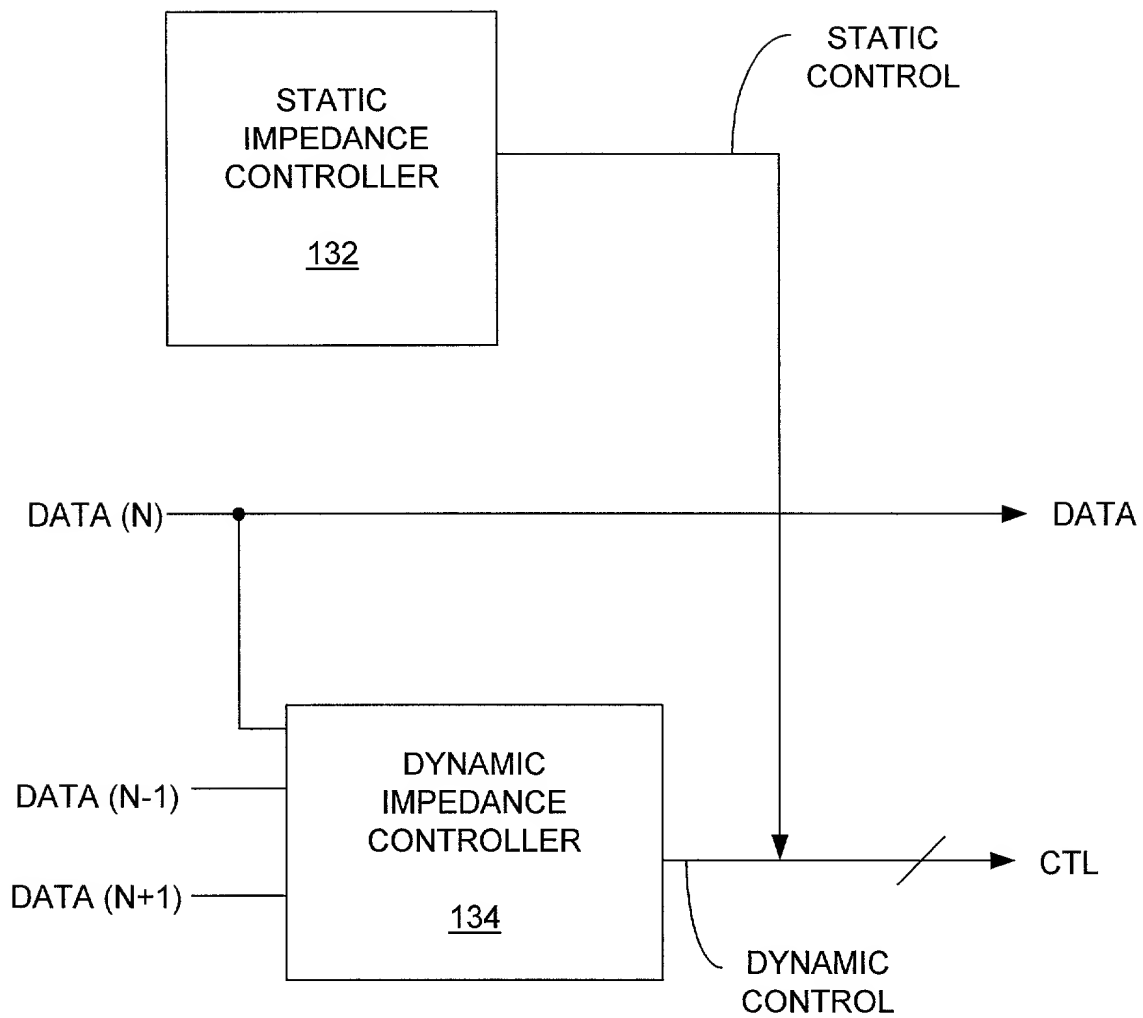 STATIC
CONTROL
STATIC
IMPEDANCE
CONTROLLER
132
DATA (N)
DATA
DYNAMIC
IMPEDANCE
CONTROLLER
134
DATA (N-1)
DATA (N+1)
CTL
DYNAMIC
CONTROL